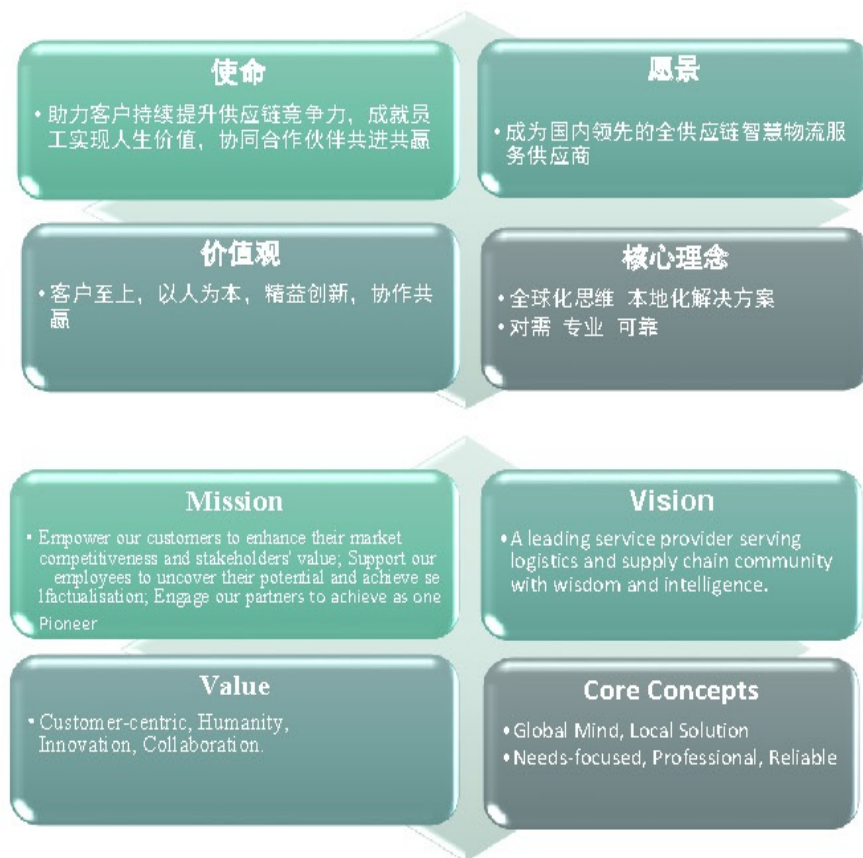 使命
• 助力客户持续提升供应链竞争力，成就员
工实现人生价值，协同合作伙伴共进共赢
愿景
• 成为国内领先的全供应链智慧物流服
务供应商
价值观
• 客户至上，以人为本，精益创新，协作共
赢
核心理念
• 全球化思维 本地化解决方案
• 对需 专业 可靠
Mission
• Empower our customers to enhance their market
competitiveness and stakeholders' value; Support our
employees to uncover their potential and achieve se
lfactualisation; Engage our partners to achieve as one
Pioneer
Vision
• A leading service provider serving
logistics and supply chain community
with wisdom and intelligence.
Value
• Customer-centric, Humanity,
Innovation, Collaboration.
Core Concepts
• Global Mind, Local Solution
• Needs-focused, Professional, Reliable